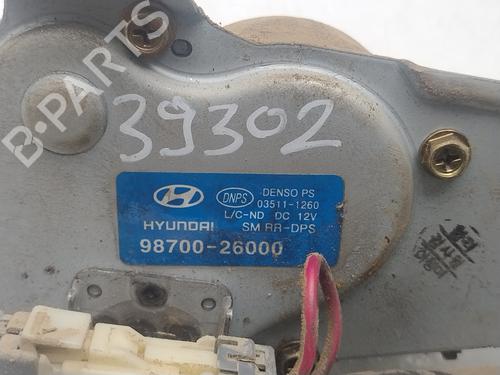 39302
B-PARTS
DNPS DENSO PS
03511-1260
L/C-ND DC 12V
HYUNDAI SM RR-DPS
98700-26000